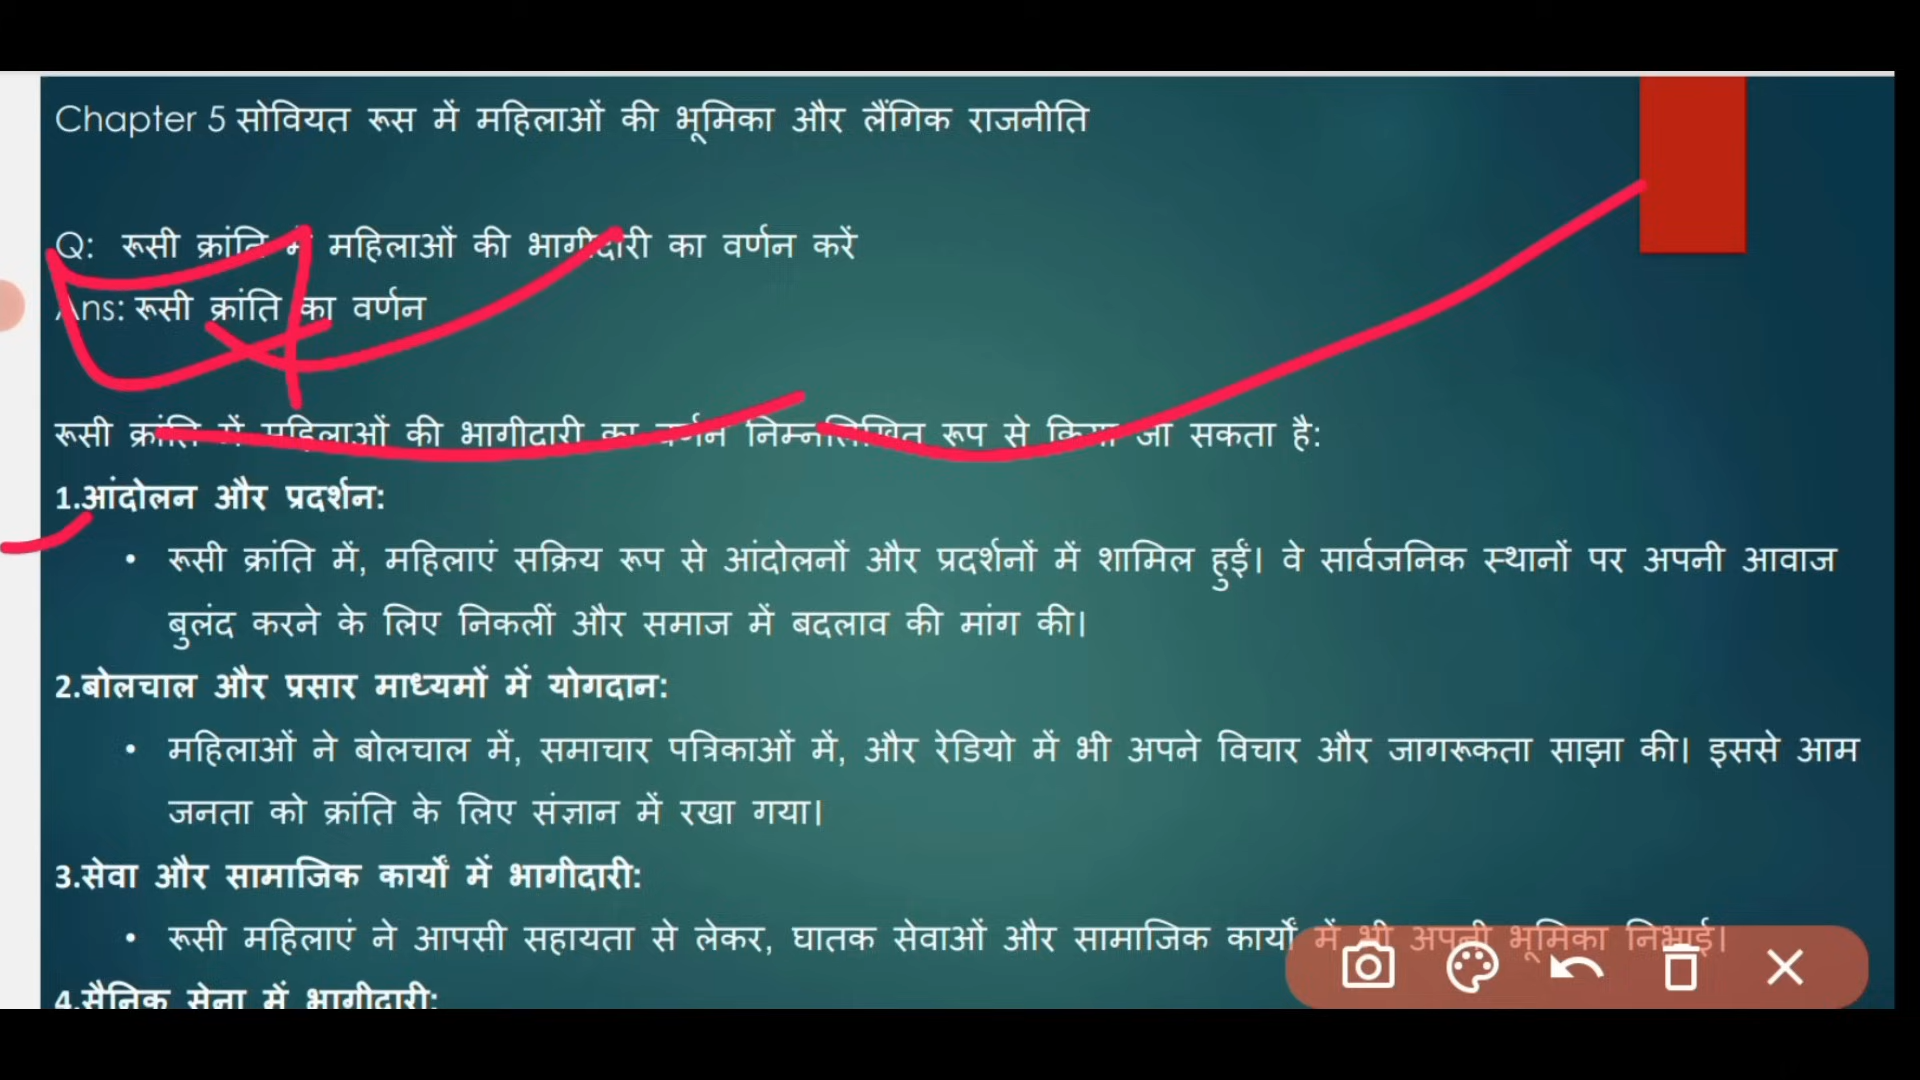 Chapter 5 सोवियत रूस में महिलाओं की भूमिका और लैंगिक राजनीति
Q: रूसी क्रांति में महिलाओं की भागीदारी का वर्णन करें
Ans: रूसी क्रांति का वर्णन
रूसी क्रांति में महिलाओं की भागीदारी का वर्णन निम्नलिखित रूप से किया जा सकता है:
1.आंदोलन और प्रदर्शन:
• रूसी क्रांति में, महिलाएं सक्रिय रूप से आंदोलनों और प्रदर्शनों में शामिल हुईं। वे सार्वजनिक स्थानों पर अपनी आवाज
बुलंद करने के लिए निकलीं और समाज में बदलाव की मांग की।
2.बोलचाल और प्रसार माध्यमों में योगदान:
• महिलाओं ने बोलचाल में, समाचार पत्रिकाओं में, और रेडियो में भी अपने विचार और जागरूकता साझा की। इससे आम
जनता को क्रांति के लिए संज्ञान में रखा गया।
3.सेवा और सामाजिक कार्यों में भागीदारी:
• रूसी महिलाएं ने आपसी सहायता से लेकर, घातक सेवाओं और सामाजिक कार्यों में भी अपनी भूमिका निभाई।
4.सैनिक सेना में भागीदारी: